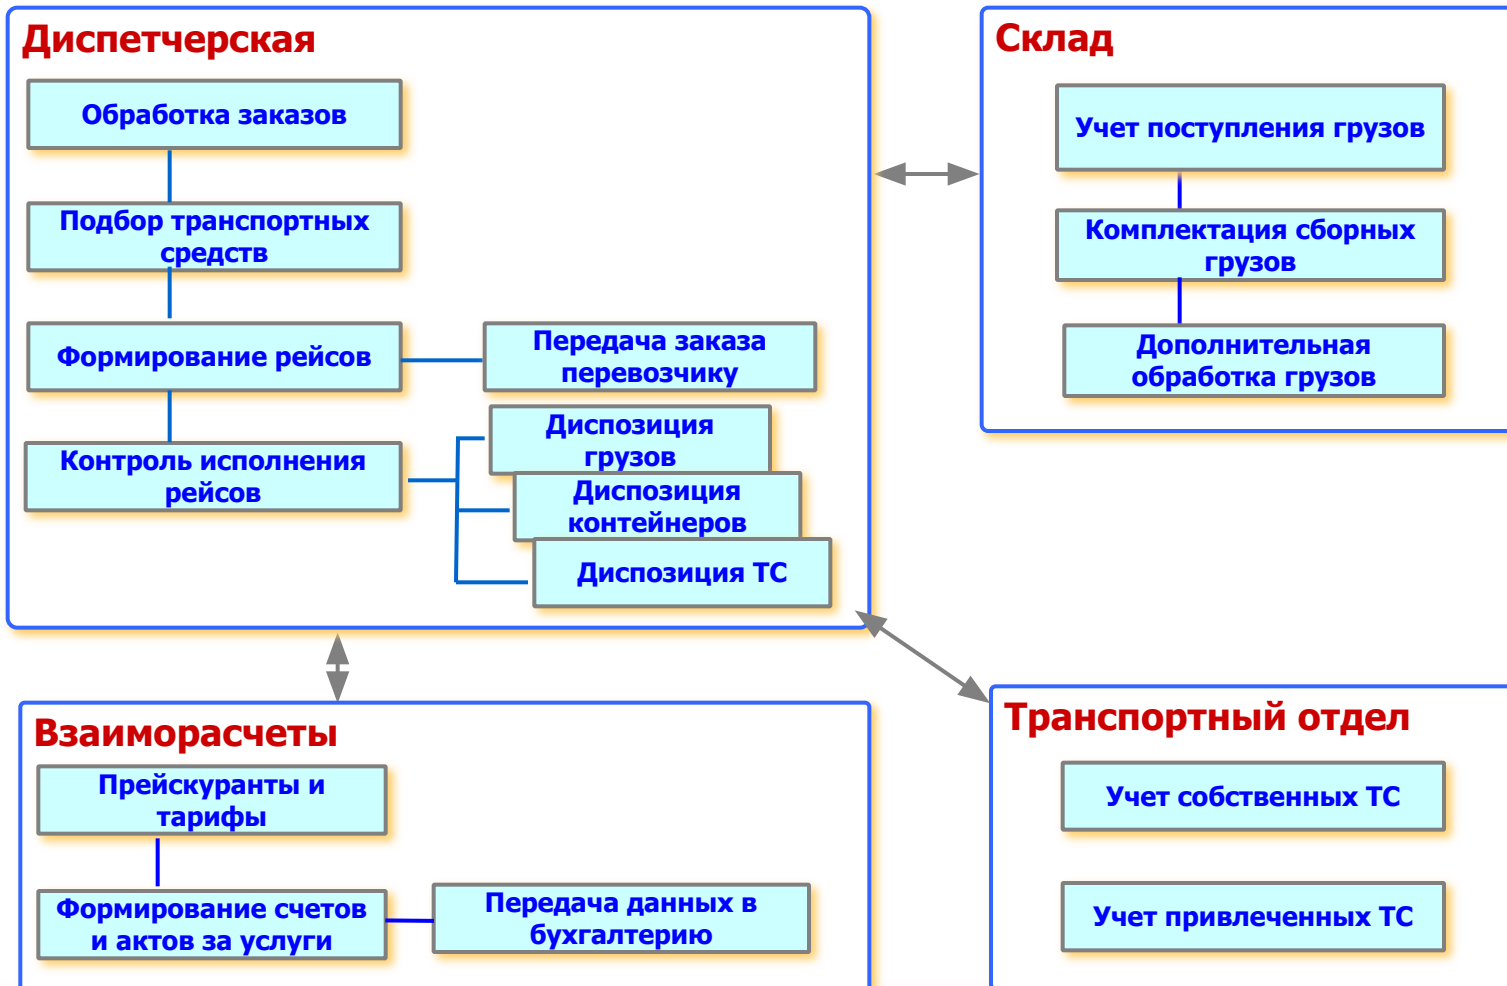 Диспетчерская
Обработка заказов
Подбор транспортных
средств
Формирование рейсов
Передача заказа
перевозчику
Контроль исполнения
рейсов
Диспозиция
грузов
Диспозиция
контейнеров
Диспозиция ТС
Склад
Учет поступления грузов
Комплектация сборных
грузов
Дополнительная
обработка грузов
Взаиморасчеты
Прейскуранты и
тарифы
Формирование счетов
и актов за услуги
Передача данных в
бухгалтерию
Транспортный отдел
Учет собственных ТС
Учет привлеченных ТС